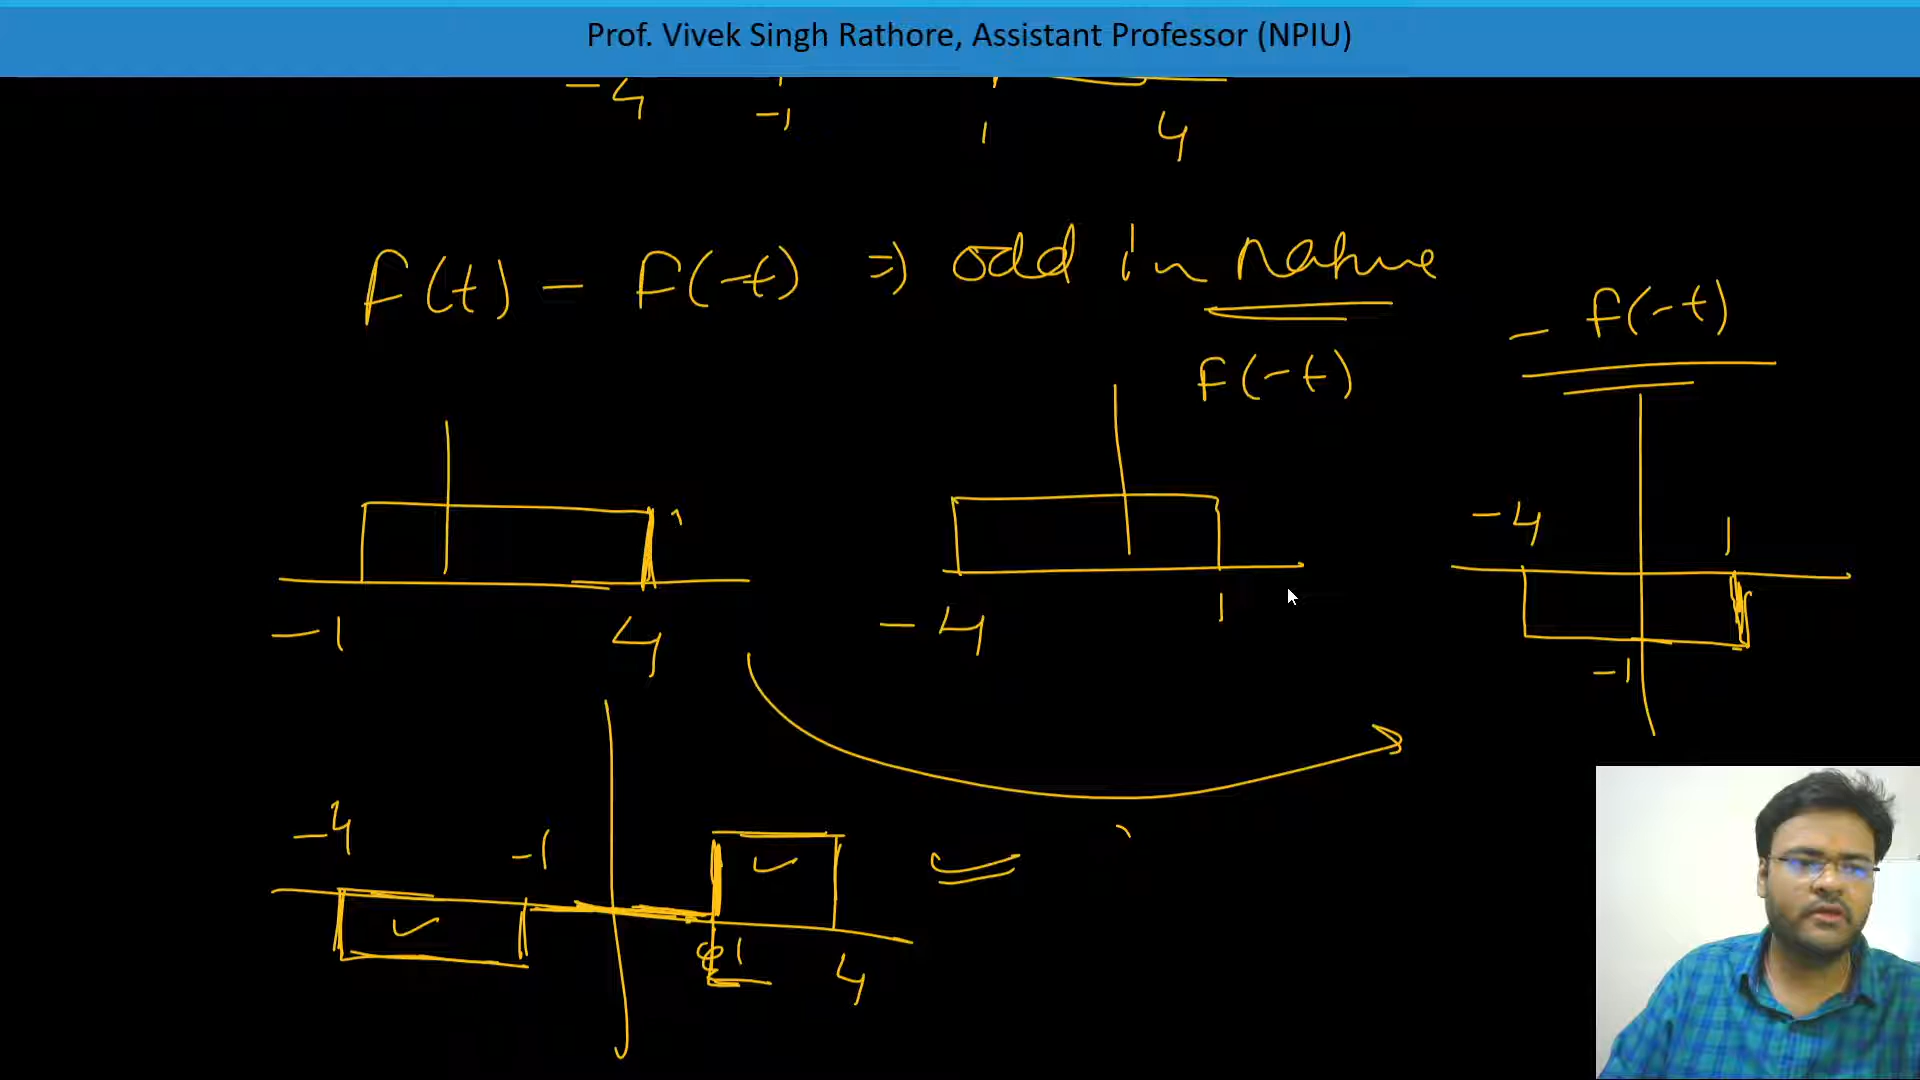 Prof. Vivek Singh Rathore, Assistant Professor (NPIU)
-4 -1 1 4
f(t) - f(-t) ⇒ odd in nature
f(-t)
- f(-t)
-1 4
-4 1
-4 1
-1
-4 -1
1 4